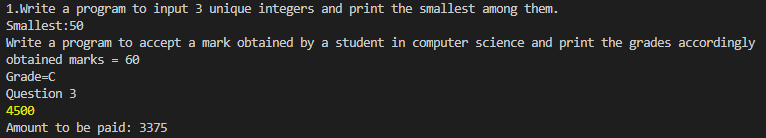 1.Write a program to input 3 unique integers and print the smallest among them.
Smallest:50
Write a program to accept a mark obtained by a student in computer science and print the grades accordingly
obtained marks = 60
Grade=C
Question 3
4500
Amount to be paid: 3375